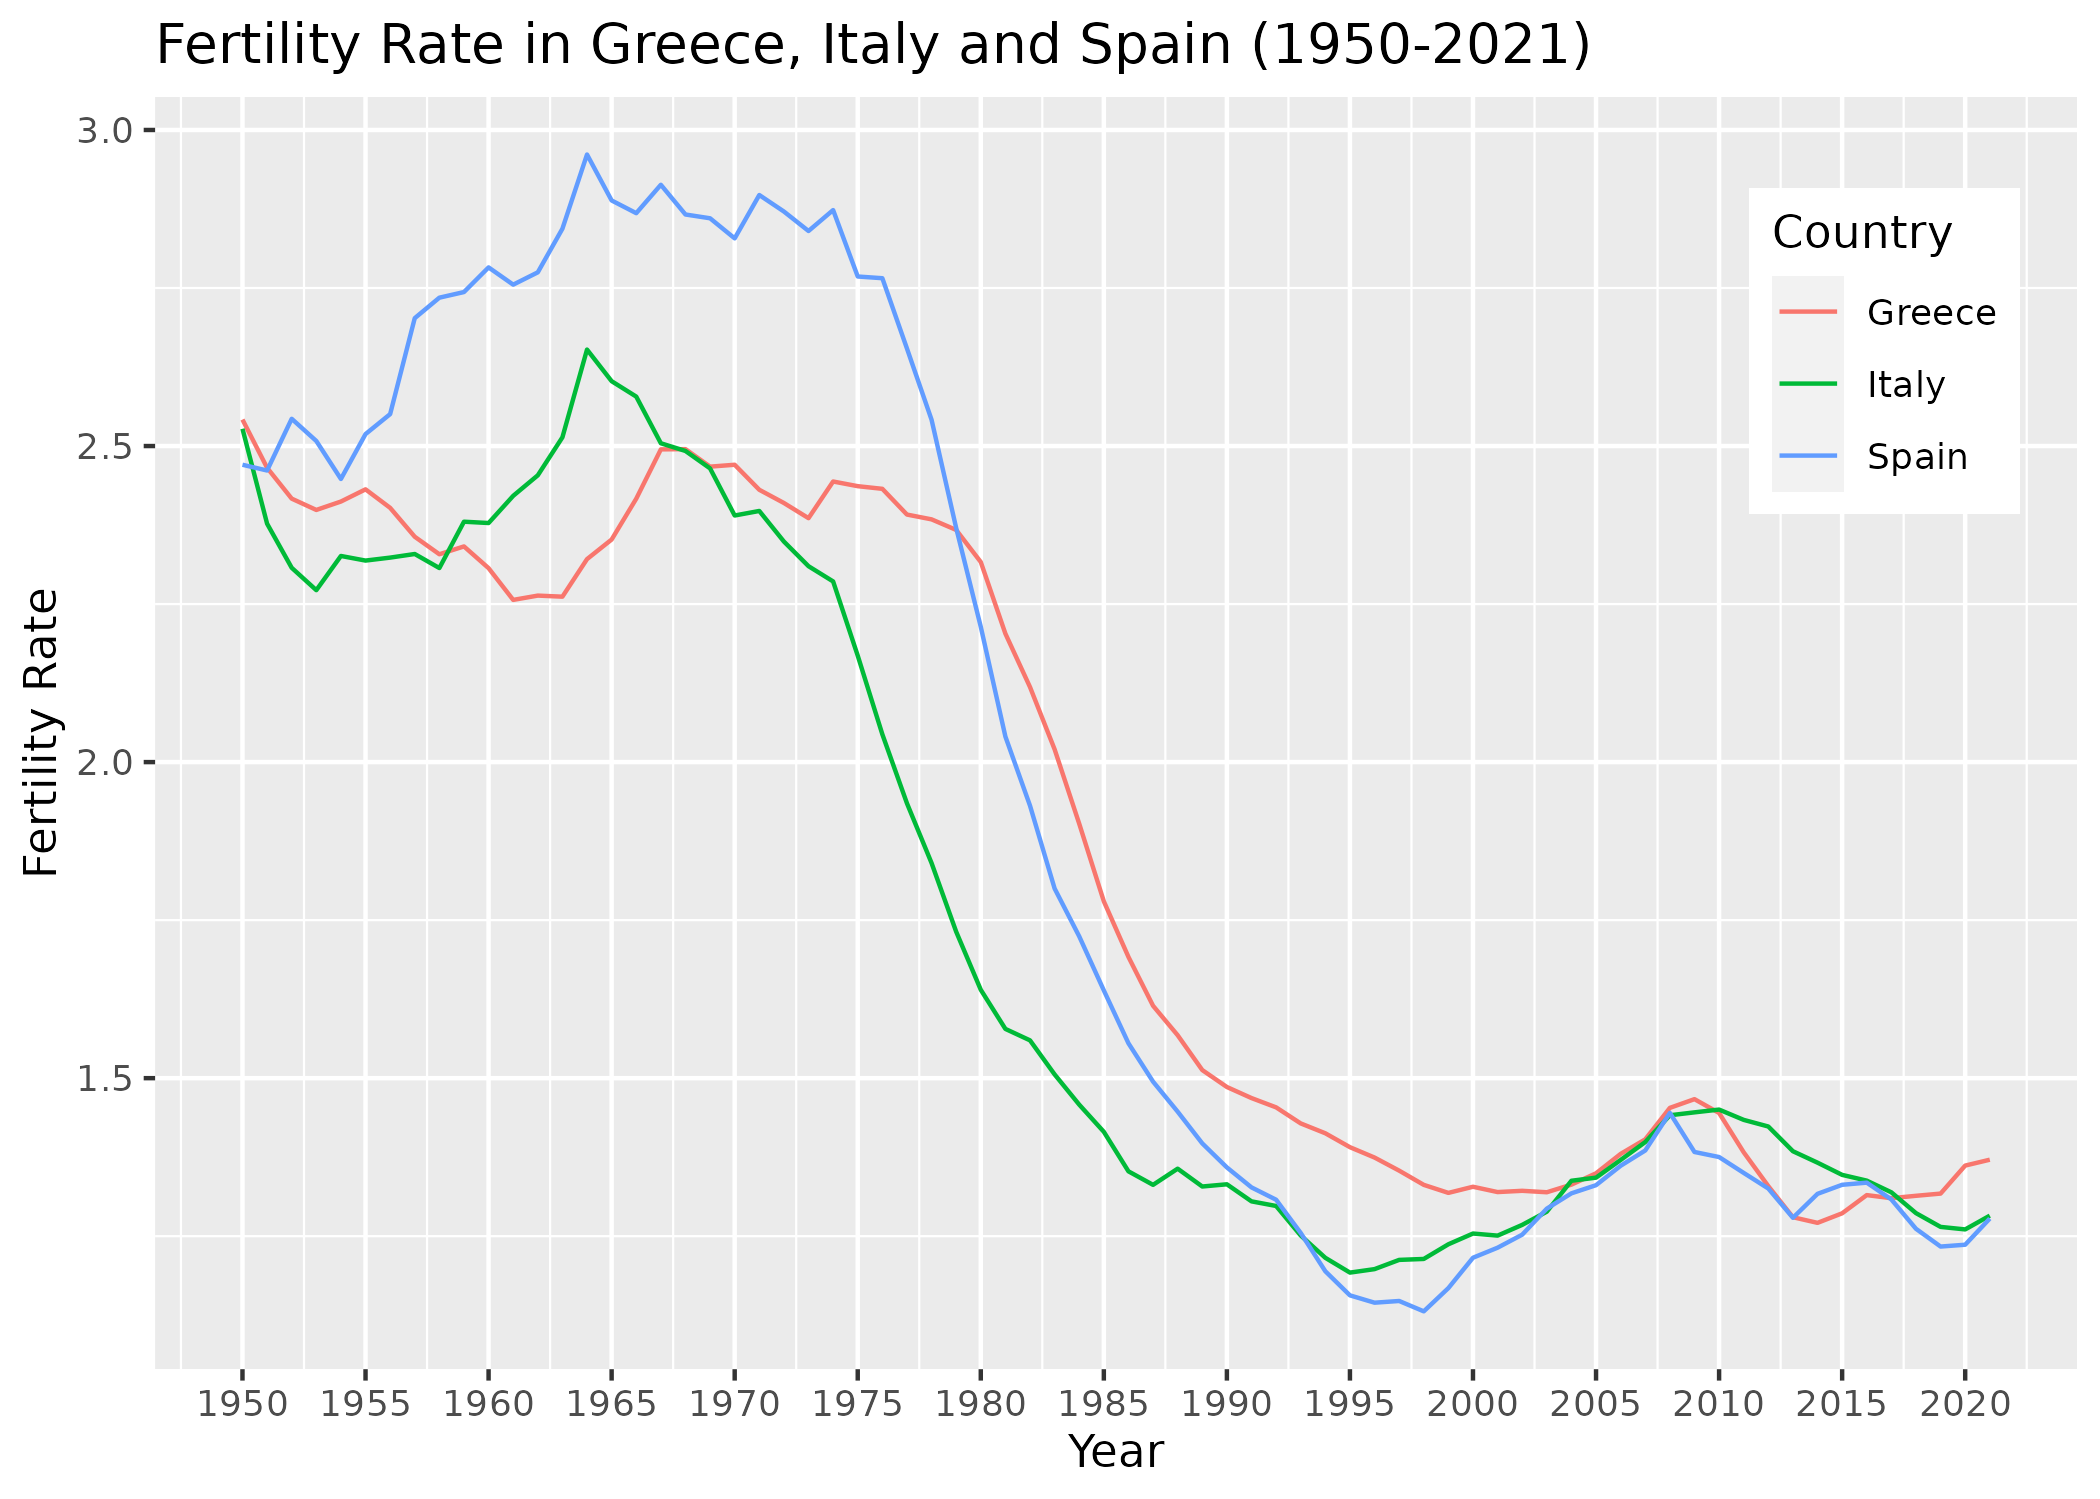 Fertility Rate in Greece, Italy and Spain (1950-2021)
3.0
2.5
2.0
1.5
Fertility Rate
Country
Greece
Italy
Spain
1950 1955 1960 1965 1970 1975 1980 1985 1990 1995 2000 2005 2010 2015 2020
Year